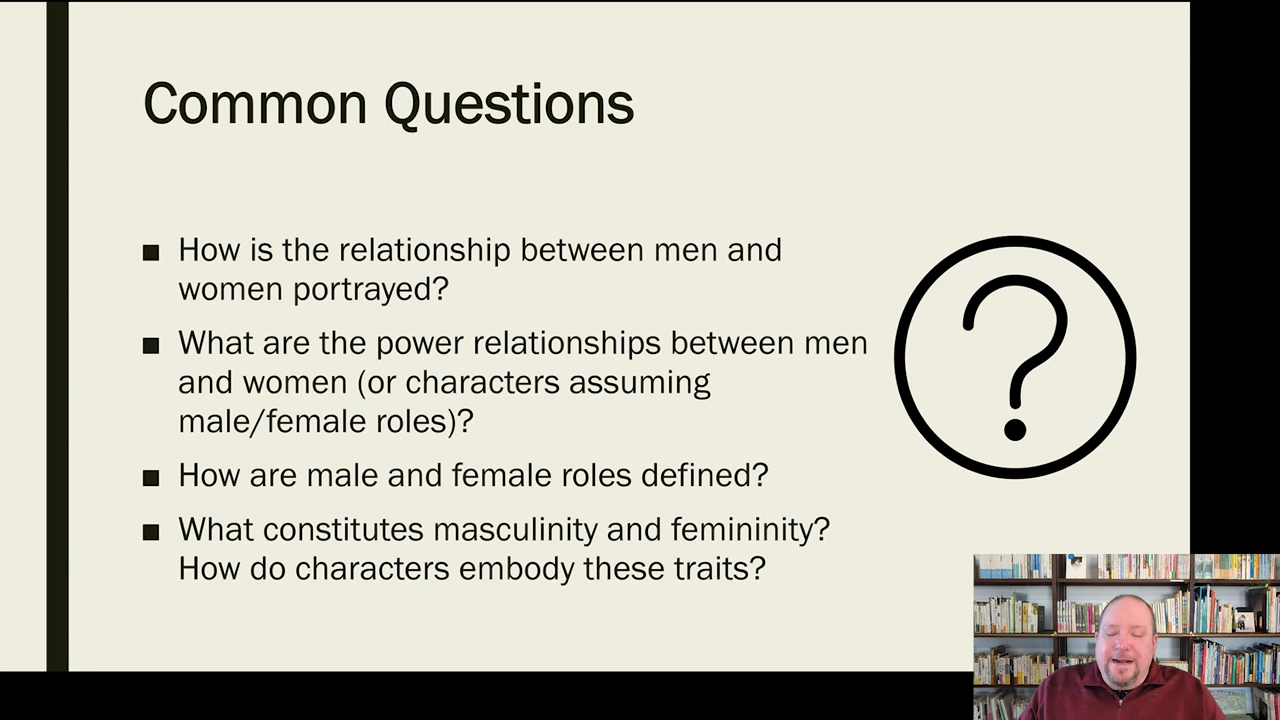 Common Questions
■ How is the relationship between men and
women portrayed?
■ What are the power relationships between men
and women (or characters assuming
male/female roles)?
■ How are male and female roles defined?
■ What constitutes masculinity and femininity?
How do characters embody these traits?